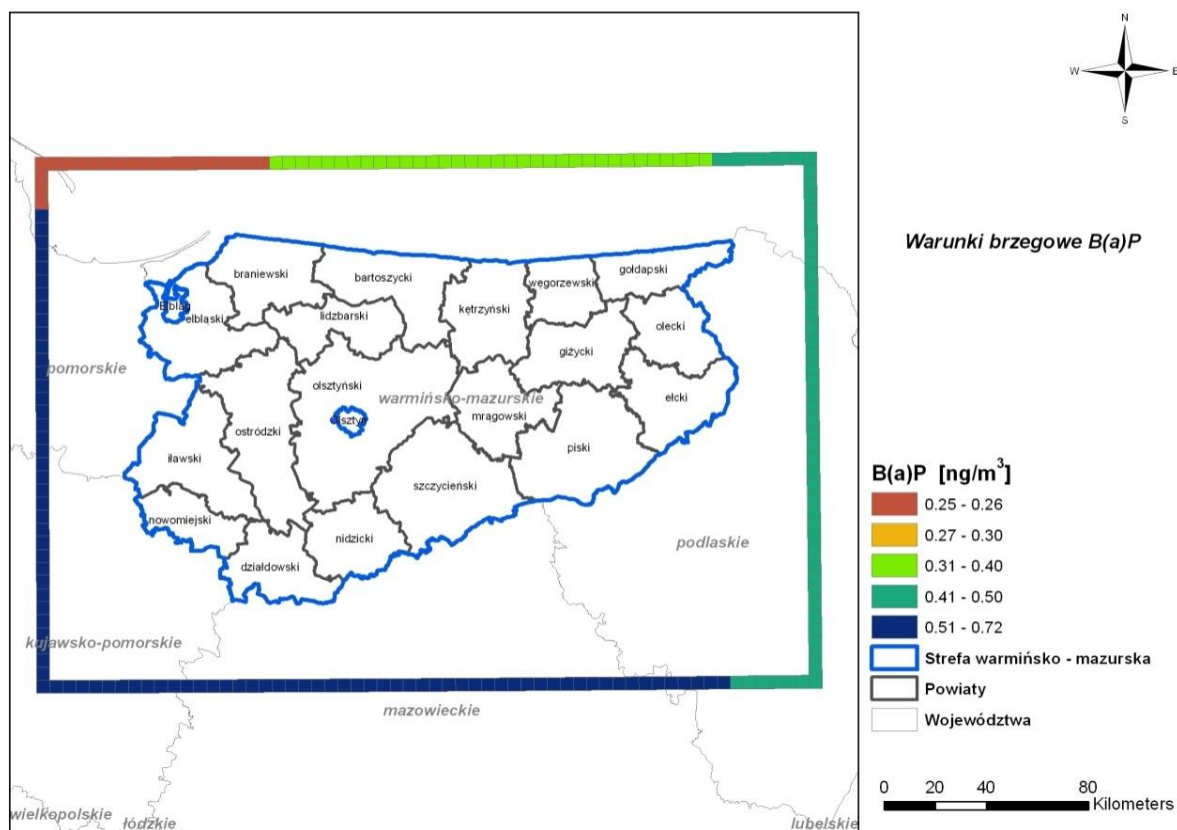 N
W
E
S
Warunki brzegowe B(a)P
braniewski
bartoszycki
węgorzewski
gołdapski
Elbląg
elbląski
lidzbarski
kętrzyński
olecki
giżycki
pomorskie
olsztyński
warmińsko-mazurskie
ełcki
Olsztyn
mrągowski
ostródzki
piski
iławski
szczycieński
nowomiejski
nidzicki
podlaskie
działdowski
kujawsko-pomorskie
mazowieckie
wielkopolskie
łódzkie
lubelskie
B(a)P [ng/m³]
0.25 - 0.26
0.27 - 0.30
0.31 - 0.40
0.41 - 0.50
0.51 - 0.72
Strefa warmińsko - mazurska
Powiaty
Województwa
0 20 40 80
Kilometers